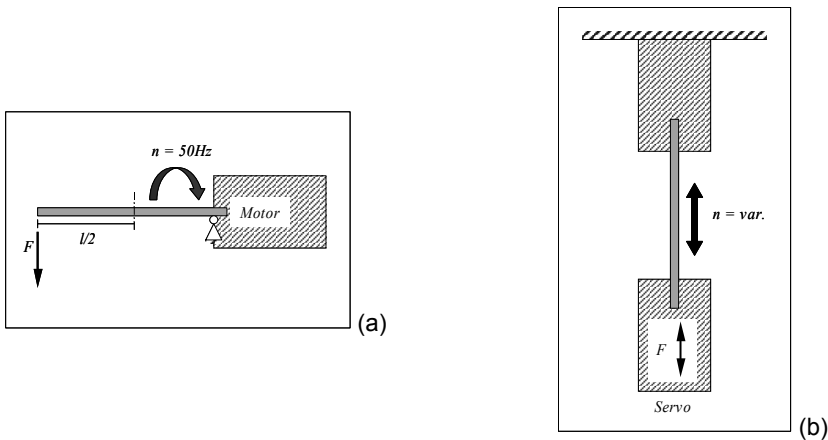 n = 50Hz
Motor
l/2
F
(a)
n = var.
F
Servo
(b)